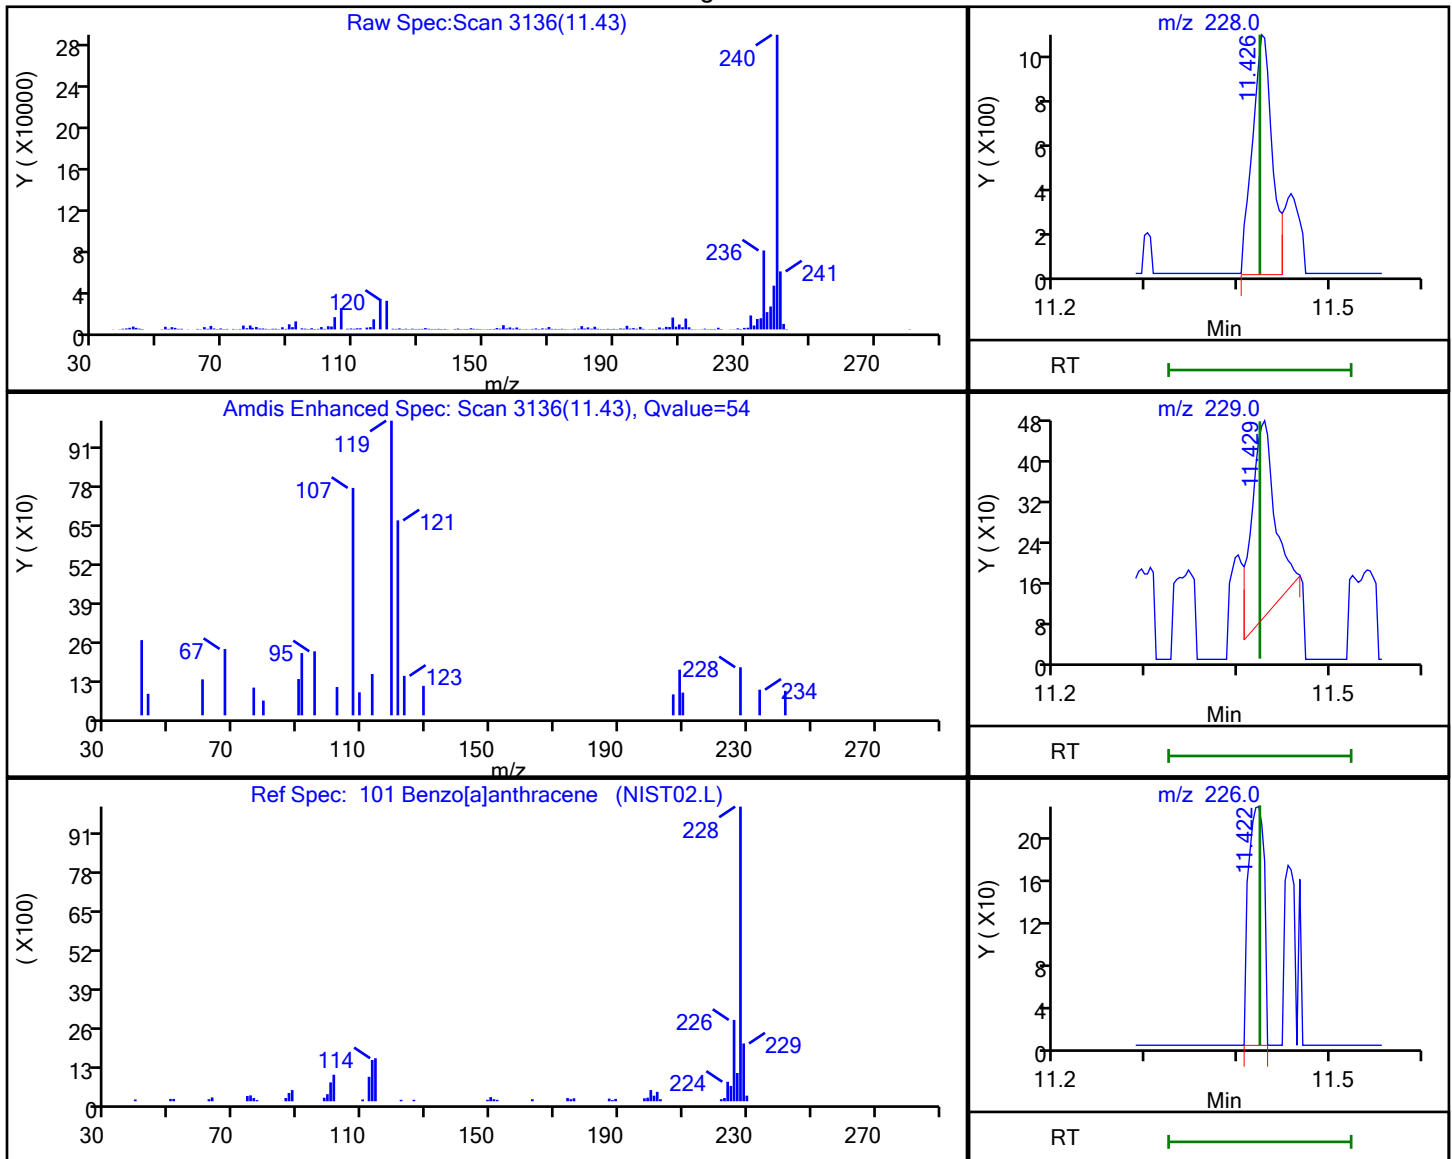 Raw Spec:Scan 3136(11.43)
Y ( X10000)
28
24
20
16
12
8
4
0
240
236
241
120
30 70 110 150 190 230 270
m/z
m/z 228.0
Y ( X100)
10
8
6
4
2
0
11.426
11.2 11.5
Min
RT
Amdis Enhanced Spec: Scan 3136(11.43), Qvalue=54
Y ( X10)
91
78
65
52
39
26
13
0
119
107
121
67
95
123
228
234
30 70 110 150 190 230 270
m/z
m/z 229.0
Y ( X10)
48
40
32
24
16
8
0
11.429
11.2 11.5
Min
RT
Ref Spec: 101 Benzo[a]anthracene (NIST02.L)
( X100)
91
78
65
52
39
26
13
0
228
226
229
114
224
30 70 110 150 190 230 270
m/z 226.0
Y ( X10)
20
16
12
8
4
0
11.422
11.2 11.5
Min
RT